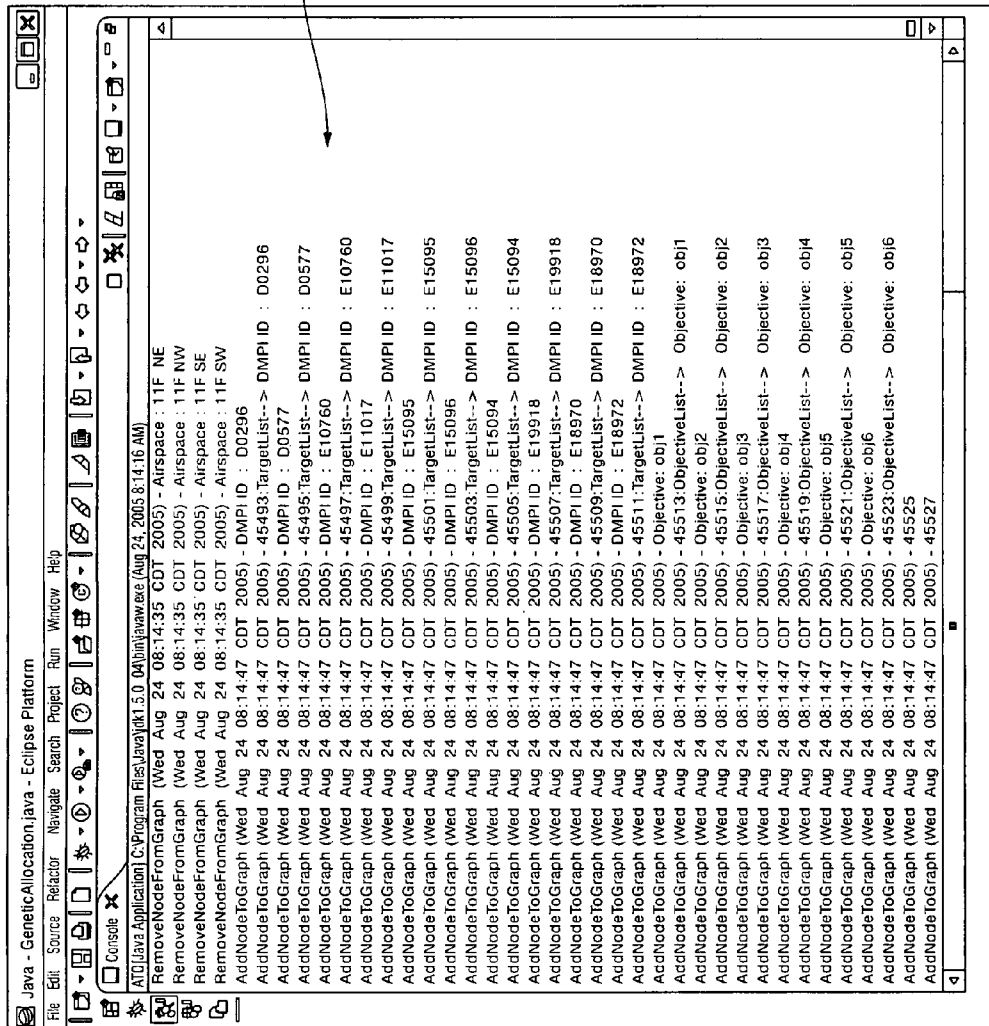 Java - GeneticAllocation.java - Eclipse Platform
File Edit Source Refactor Navigate Search Project Run Window Help
Console
ATO [Java Application] C:\Program Files\Java\jdk1.5.0_04\bin\javaw.exe (Aug 24, 2005 8:14:16 AM)
RemoveNodeFromGraph (Wed Aug 24 08:14:35 CDT 2005) - Airspace : 11F NE
RemoveNodeFromGraph (Wed Aug 24 08:14:35 CDT 2005) - Airspace : 11F NW
RemoveNodeFromGraph (Wed Aug 24 08:14:35 CDT 2005) - Airspace : 11F SE
RemoveNodeFromGraph (Wed Aug 24 08:14:35 CDT 2005) - Airspace : 11F SW
AddNodeToGraph (Wed Aug 24 08:14:47 CDT 2005) - DMPI ID : D0296
AddNodeToGraph (Wed Aug 24 08:14:47 CDT 2005) - 45493:TargetList--> DMPI ID : D0296
AddNodeToGraph (Wed Aug 24 08:14:47 CDT 2005) - DMPI ID : D0577
AddNodeToGraph (Wed Aug 24 08:14:47 CDT 2005) - 45495:TargetList--> DMPI ID : D0577
AddNodeToGraph (Wed Aug 24 08:14:47 CDT 2005) - DMPI ID : E10760
AddNodeToGraph (Wed Aug 24 08:14:47 CDT 2005) - 45497:TargetList--> DMPI ID : E10760
AddNodeToGraph (Wed Aug 24 08:14:47 CDT 2005) - DMPI ID : E11017
AddNodeToGraph (Wed Aug 24 08:14:47 CDT 2005) - 45499:TargetList--> DMPI ID : E11017
AddNodeToGraph (Wed Aug 24 08:14:47 CDT 2005) - DMPI ID : E15095
AddNodeToGraph (Wed Aug 24 08:14:47 CDT 2005) - 45501:TargetList--> DMPI ID : E15095
AddNodeToGraph (Wed Aug 24 08:14:47 CDT 2005) - DMPI ID : E15096
AddNodeToGraph (Wed Aug 24 08:14:47 CDT 2005) - 45503:TargetList--> DMPI ID : E15096
AddNodeToGraph (Wed Aug 24 08:14:47 CDT 2005) - DMPI ID : E15094
AddNodeToGraph (Wed Aug 24 08:14:47 CDT 2005) - 45505:TargetList--> DMPI ID : E15094
AddNodeToGraph (Wed Aug 24 08:14:47 CDT 2005) - DMPI ID : E19918
AddNodeToGraph (Wed Aug 24 08:14:47 CDT 2005) - 45507:TargetList--> DMPI ID : E19918
AddNodeToGraph (Wed Aug 24 08:14:47 CDT 2005) - DMPI ID : E18970
AddNodeToGraph (Wed Aug 24 08:14:47 CDT 2005) - 45509:TargetList--> DMPI ID : E18970
AddNodeToGraph (Wed Aug 24 08:14:47 CDT 2005) - DMPI ID : E18972
AddNodeToGraph (Wed Aug 24 08:14:47 CDT 2005) - 45511:TargetList--> DMPI ID : E18972
AddNodeToGraph (Wed Aug 24 08:14:47 CDT 2005) - Objective: obj1
AddNodeToGraph (Wed Aug 24 08:14:47 CDT 2005) - 45513:ObjectiveList--> Objective: obj1
AddNodeToGraph (Wed Aug 24 08:14:47 CDT 2005) - Objective: obj2
AddNodeToGraph (Wed Aug 24 08:14:47 CDT 2005) - 45515:ObjectiveList--> Objective: obj2
AddNodeToGraph (Wed Aug 24 08:14:47 CDT 2005) - Objective: obj3
AddNodeToGraph (Wed Aug 24 08:14:47 CDT 2005) - 45517:ObjectiveList--> Objective: obj3
AddNodeToGraph (Wed Aug 24 08:14:47 CDT 2005) - Objective: obj4
AddNodeToGraph (Wed Aug 24 08:14:47 CDT 2005) - 45519:ObjectiveList--> Objective: obj4
AddNodeToGraph (Wed Aug 24 08:14:47 CDT 2005) - Objective: obj5
AddNodeToGraph (Wed Aug 24 08:14:47 CDT 2005) - 45521:ObjectiveList--> Objective: obj5
AddNodeToGraph (Wed Aug 24 08:14:47 CDT 2005) - Objective: obj6
AddNodeToGraph (Wed Aug 24 08:14:47 CDT 2005) - 45523:ObjectiveList--> Objective: obj6
AddNodeToGraph (Wed Aug 24 08:14:47 CDT 2005) - 45525
AddNodeToGraph (Wed Aug 24 08:14:47 CDT 2005) - 45527